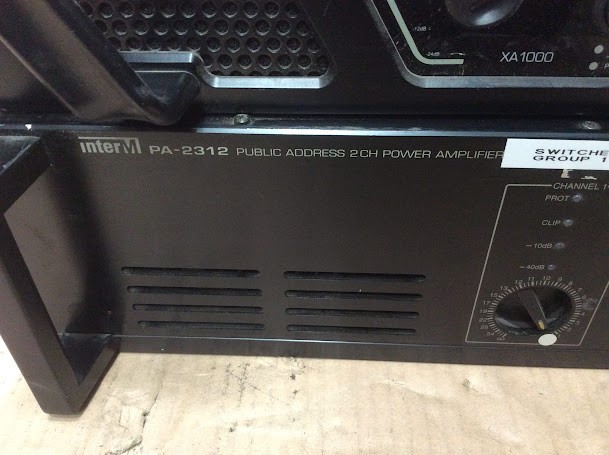 -12dB
-24dB
XA1000
interM PA-2312 PUBLIC ADDRESS 2CH POWER AMPLIFIER
SWITCHE
GROUP 1
CHANNEL 1
PROT
CLIP
-10dB
-40dB